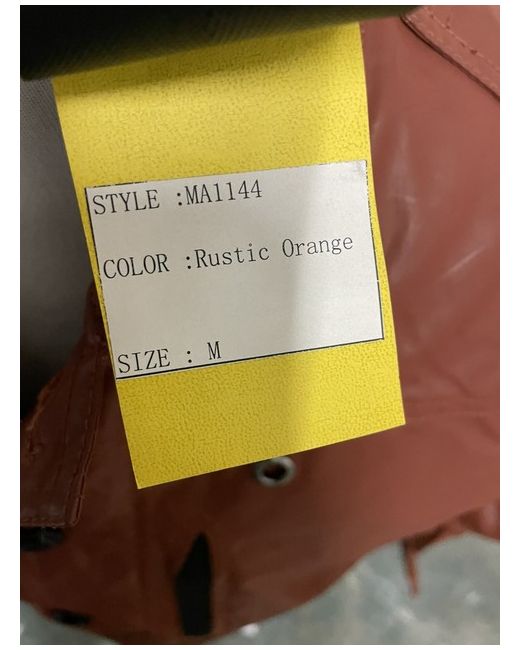 STYLE :MA1144
COLOR :Rustic Orange
SIZE : M